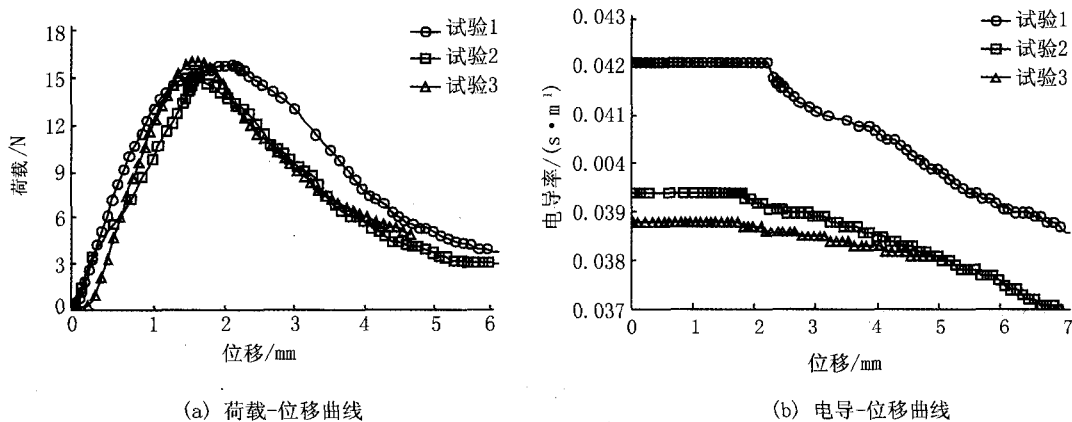 18
15
12
9
6
3
0
荷载/N
试验1
试验2
试验3
0 1 2 3 4 5 6
位移/mm
(a) 荷载-位移曲线
0.043
0.042
0.041
0.004
0.039
0.038
0.037
电导率/(s·m¹)
试验1
试验2
试验3
0 1 2 3 4 5 6 7
位移/mm
(b) 电导-位移曲线